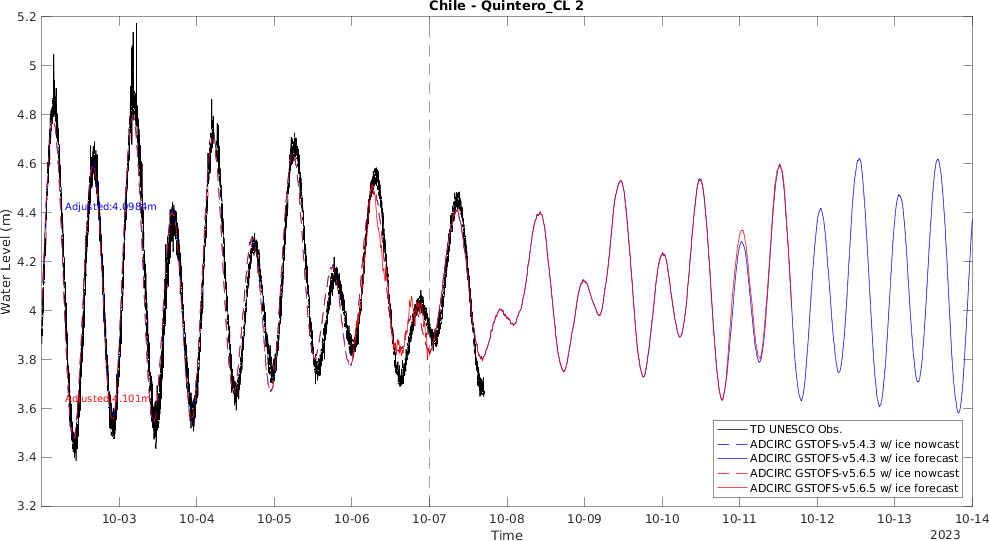 Chile - Quintero_CL 2
Water Level (m)
5.2
5
4.8
4.6
4.4
4.2
4
3.8
3.6
3.4
3.2
Adjusted:4.0984m
Adjusted:4.101m
TD UNESCO Obs.
ADCIRC GSTOFS-v5.4.3 w/ ice nowcast
ADCIRC GSTOFS-v5.4.3 w/ ice forecast
ADCIRC GSTOFS-v5.6.5 w/ ice nowcast
ADCIRC GSTOFS-v5.6.5 w/ ice forecast
10-03 10-04 10-05 10-06 10-07 10-08 10-09 10-10 10-11 10-12 10-13 10-14
Time
2023